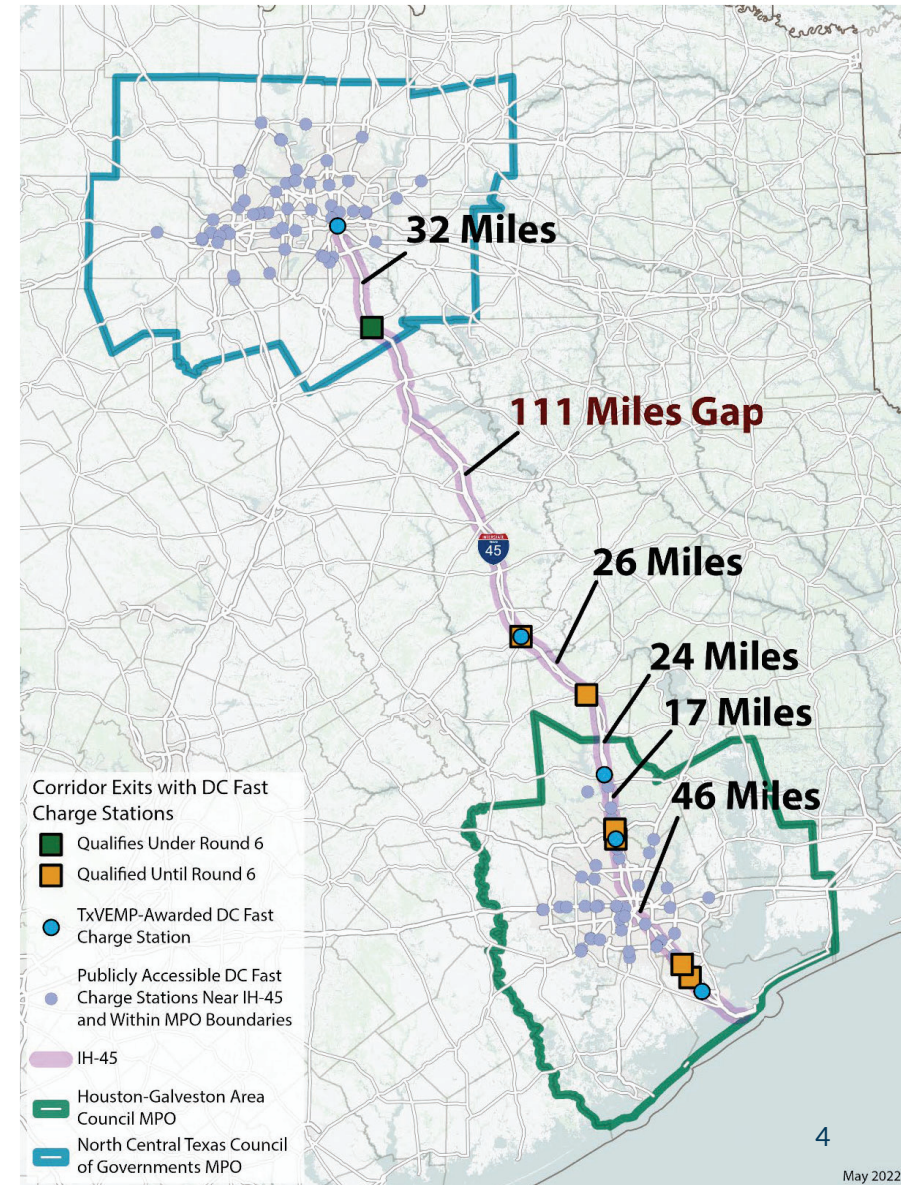 32 Miles
111 Miles Gap
INTERSTATE
45
26 Miles
24 Miles
17 Miles
46 Miles
Corridor Exits with DC Fast
Charge Stations
Qualifies Under Round 6
Qualified Until Round 6
TxVEMP-Awarded DC Fast
Charge Station
Publicly Accessible DC Fast
Charge Stations Near IH-45
and Within MPO Boundaries
IH-45
Houston-Galveston Area
Council MPO
North Central Texas Council
of Governments MPO
4
May 2022